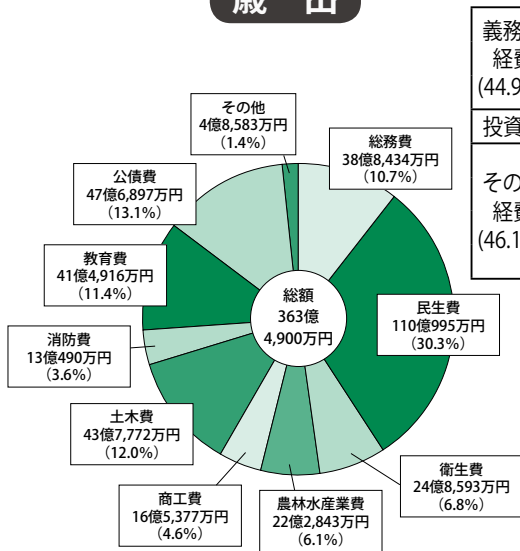 歳出
その他
4億8,583万円
（1.4%）
総務費
38億8,434万円
（10.7%）
公債費
47億6,897万円
（13.1%）
教育費
41億4,916万円
（11.4%）
消防費
13億490万円
（3.6%）
土木費
43億7,772万円
（12.0%）
商工費
16億5,377万円
（4.6%）
農林水産業費
22億2,843万円
（6.1%）
衛生費
24億8,593万円
（6.8%）
民生費
110億995万円
（30.3%）
総額
363億
4,900万円
義務
経費
(44.9
投資
その
経費
(46.1